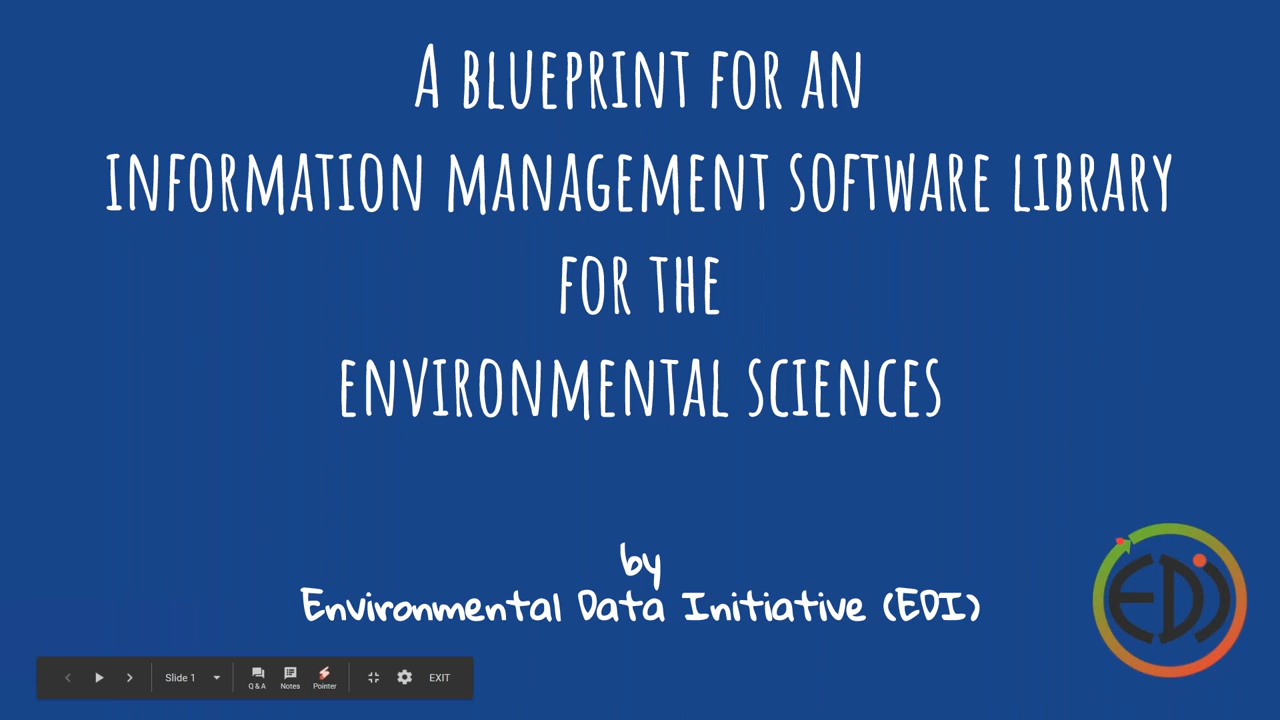 A BLUEPRINT FOR AN
INFORMATION MANAGEMENT SOFTWARE LIBRARY
FOR THE
ENVIRONMENTAL SCIENCES
by
Environmental Data Initiative (EDI)
EDI
Slide 1
Q & A
Notes
Pointer
EXIT